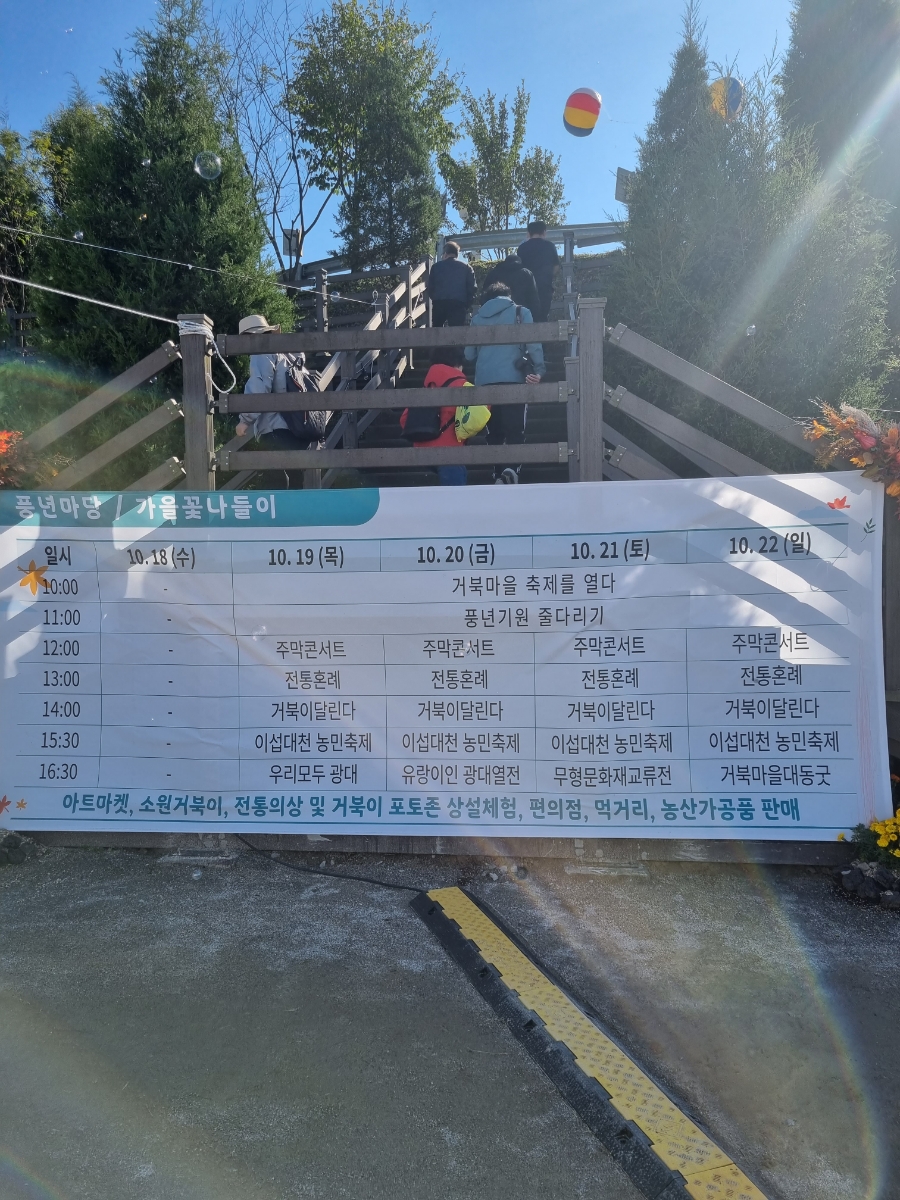 풍년마당 / 가을꽃나들이
일시 10. 18 (수) 10. 19 (목) 10. 20 (금) 10. 21 (토) 10. 22 (일)
10:00 - 거북마을 축제를 열다
11:00 - 풍년기원 줄다리기
12:00 - 주막콘서트 주막콘서트 주막콘서트 주막콘서트
13:00 - 전통혼례 전통혼례 전통혼례 전통혼례
14:00 - 거북이달린다 거북이달린다 거북이달린다 거북이달린다
15:30 - 이섭대천 농민축제 이섭대천 농민축제 이섭대천 농민축제 이섭대천 농민축제
16:30 - 우리모두 광대 유랑이인 광대열전 무형문화재교류전 거북마을대동굿
아트마켓, 소원거북이, 전통의상 및 거북이 포토존 상설체험, 편의점, 먹거리, 농산가공품 판매